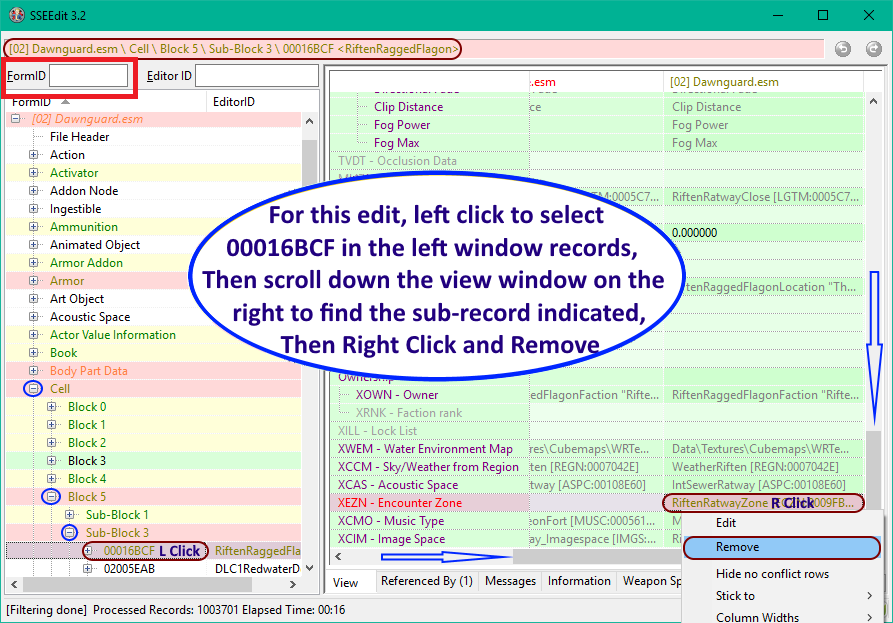 SSEEdit 3.2
[02] Dawnguard.esm \ Cell \ Block 5 \ Sub-Block 3 \ 00016BCF <RiftenRaggedFlagon>
FormID
Editor ID
FormID
EditorID
[02] Dawnguard.esm
File Header
Action
Activator
Addon Node
Ingestible
Ammunition
Animated Object
Armor Addon
Armor
Art Object
Acoustic Space
Actor Value Information
Book
Body Part Data
Cell
Block 0
Block 1
Block 2
Block 3
Block 4
Block 5
Sub-Block 1
Sub-Block 3
00016BCF L Click RiftenRaggedFla
02005EAB DLC1RedwaterD
.esm [02] Dawnguard.esm
Clip Distance ce Clip Distance
Fog Power Fog Power
Fog Max Fog Max
TVDT - Occlusion Data
TM:0005C7... RiftenRatwayClose [LGTM:0005C7...
0.000000
ftenRaggedFlagonLocation "Th...
For this edit, left click to select
00016BCF in the left window records,
Then scroll down the view window on the
right to find the sub-record indicated,
Then Right Click and Remove
Ownership
XOWN - Owner edFlagonFaction "Rifte... RiftenRaggedFlagonFaction "Rifte...
XRNK - Faction rank
XILL - Lock List
XWEM - Water Environment Map res\Cubemaps\WRTe... Data\Textures\Cubemaps\WRTe...
XCCM - Sky/Weather from Region ten [REGN:0007042E] WeatherRiften [REGN:0007042E]
XCAS - Acoustic Space tway [ASPC:00108E60] IntSewerRatway [ASPC:00108E60]
XEZN - Encounter Zone RiftenRatwayZone R Click 009FB...
XCMO - Music Type eonFort [MUSC:000561...
XCIM - Image Space ay_Imagespace [IMGS:...
Edit
Remove
Hide no conflict rows
Stick to
Column Widths
View Referenced By (1) Messages Information Weapon Sp
[Filtering done] Processed Records: 1003701 Elapsed Time: 00:16